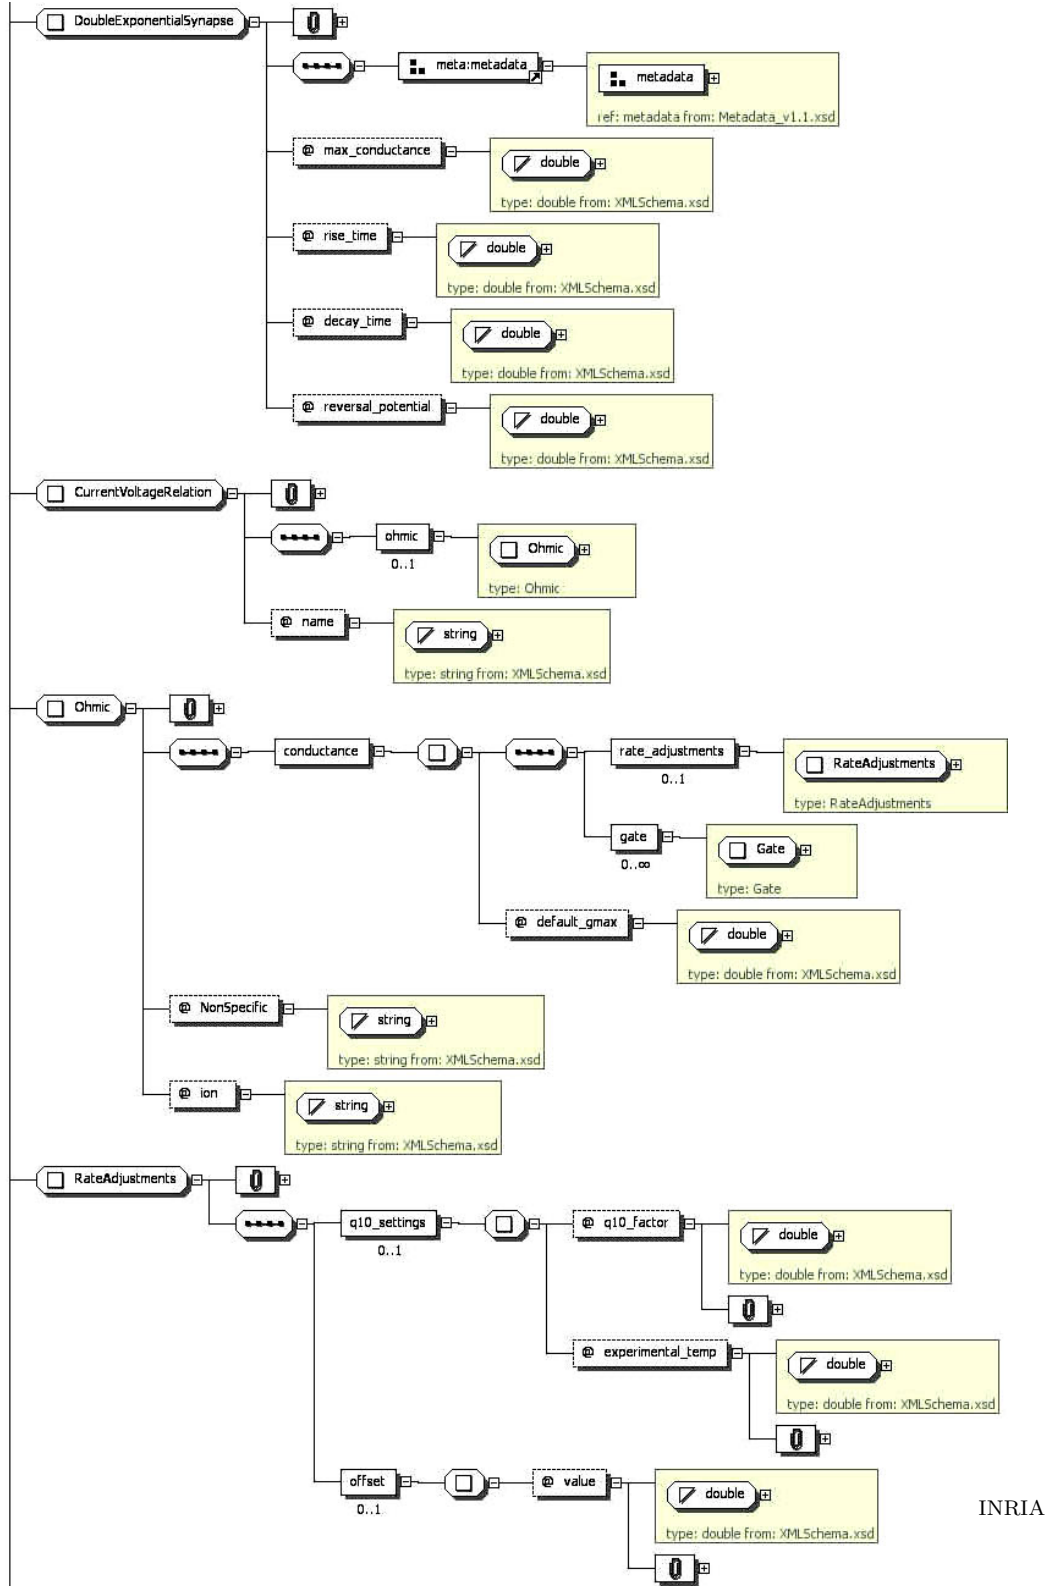 DoubleExponentialSynapse
meta:metadata
metadata
ref: metadata from: Metadata_v1.1.xsd
@ max_conductance
double
type: double from: XMLSchema.xsd
@ rise_time
double
type: double from: XMLSchema.xsd
@ decay_time
double
type: double from: XMLSchema.xsd
@ reversal_potential
double
type: double from: XMLSchema.xsd
CurrentVoltageRelation
ohmic
0..1
Ohmic
type: Ohmic
@ name
string
type: string from: XMLSchema.xsd
Ohmic
conductance
rate_adjustments
0..1
RateAdjustments
type: RateAdjustments
gate
0..∞
Gate
type: Gate
@ default_gmax
double
type: double from: XMLSchema.xsd
@ NonSpecific
string
type: string from: XMLSchema.xsd
@ ion
string
type: string from: XMLSchema.xsd
RateAdjustments
q10_settings
0..1
@ q10_factor
double
type: double from: XMLSchema.xsd
@ experimental_temp
double
type: double from: XMLSchema.xsd
offset
0..1
@ value
double
type: double from: XMLSchema.xsd
INRIA